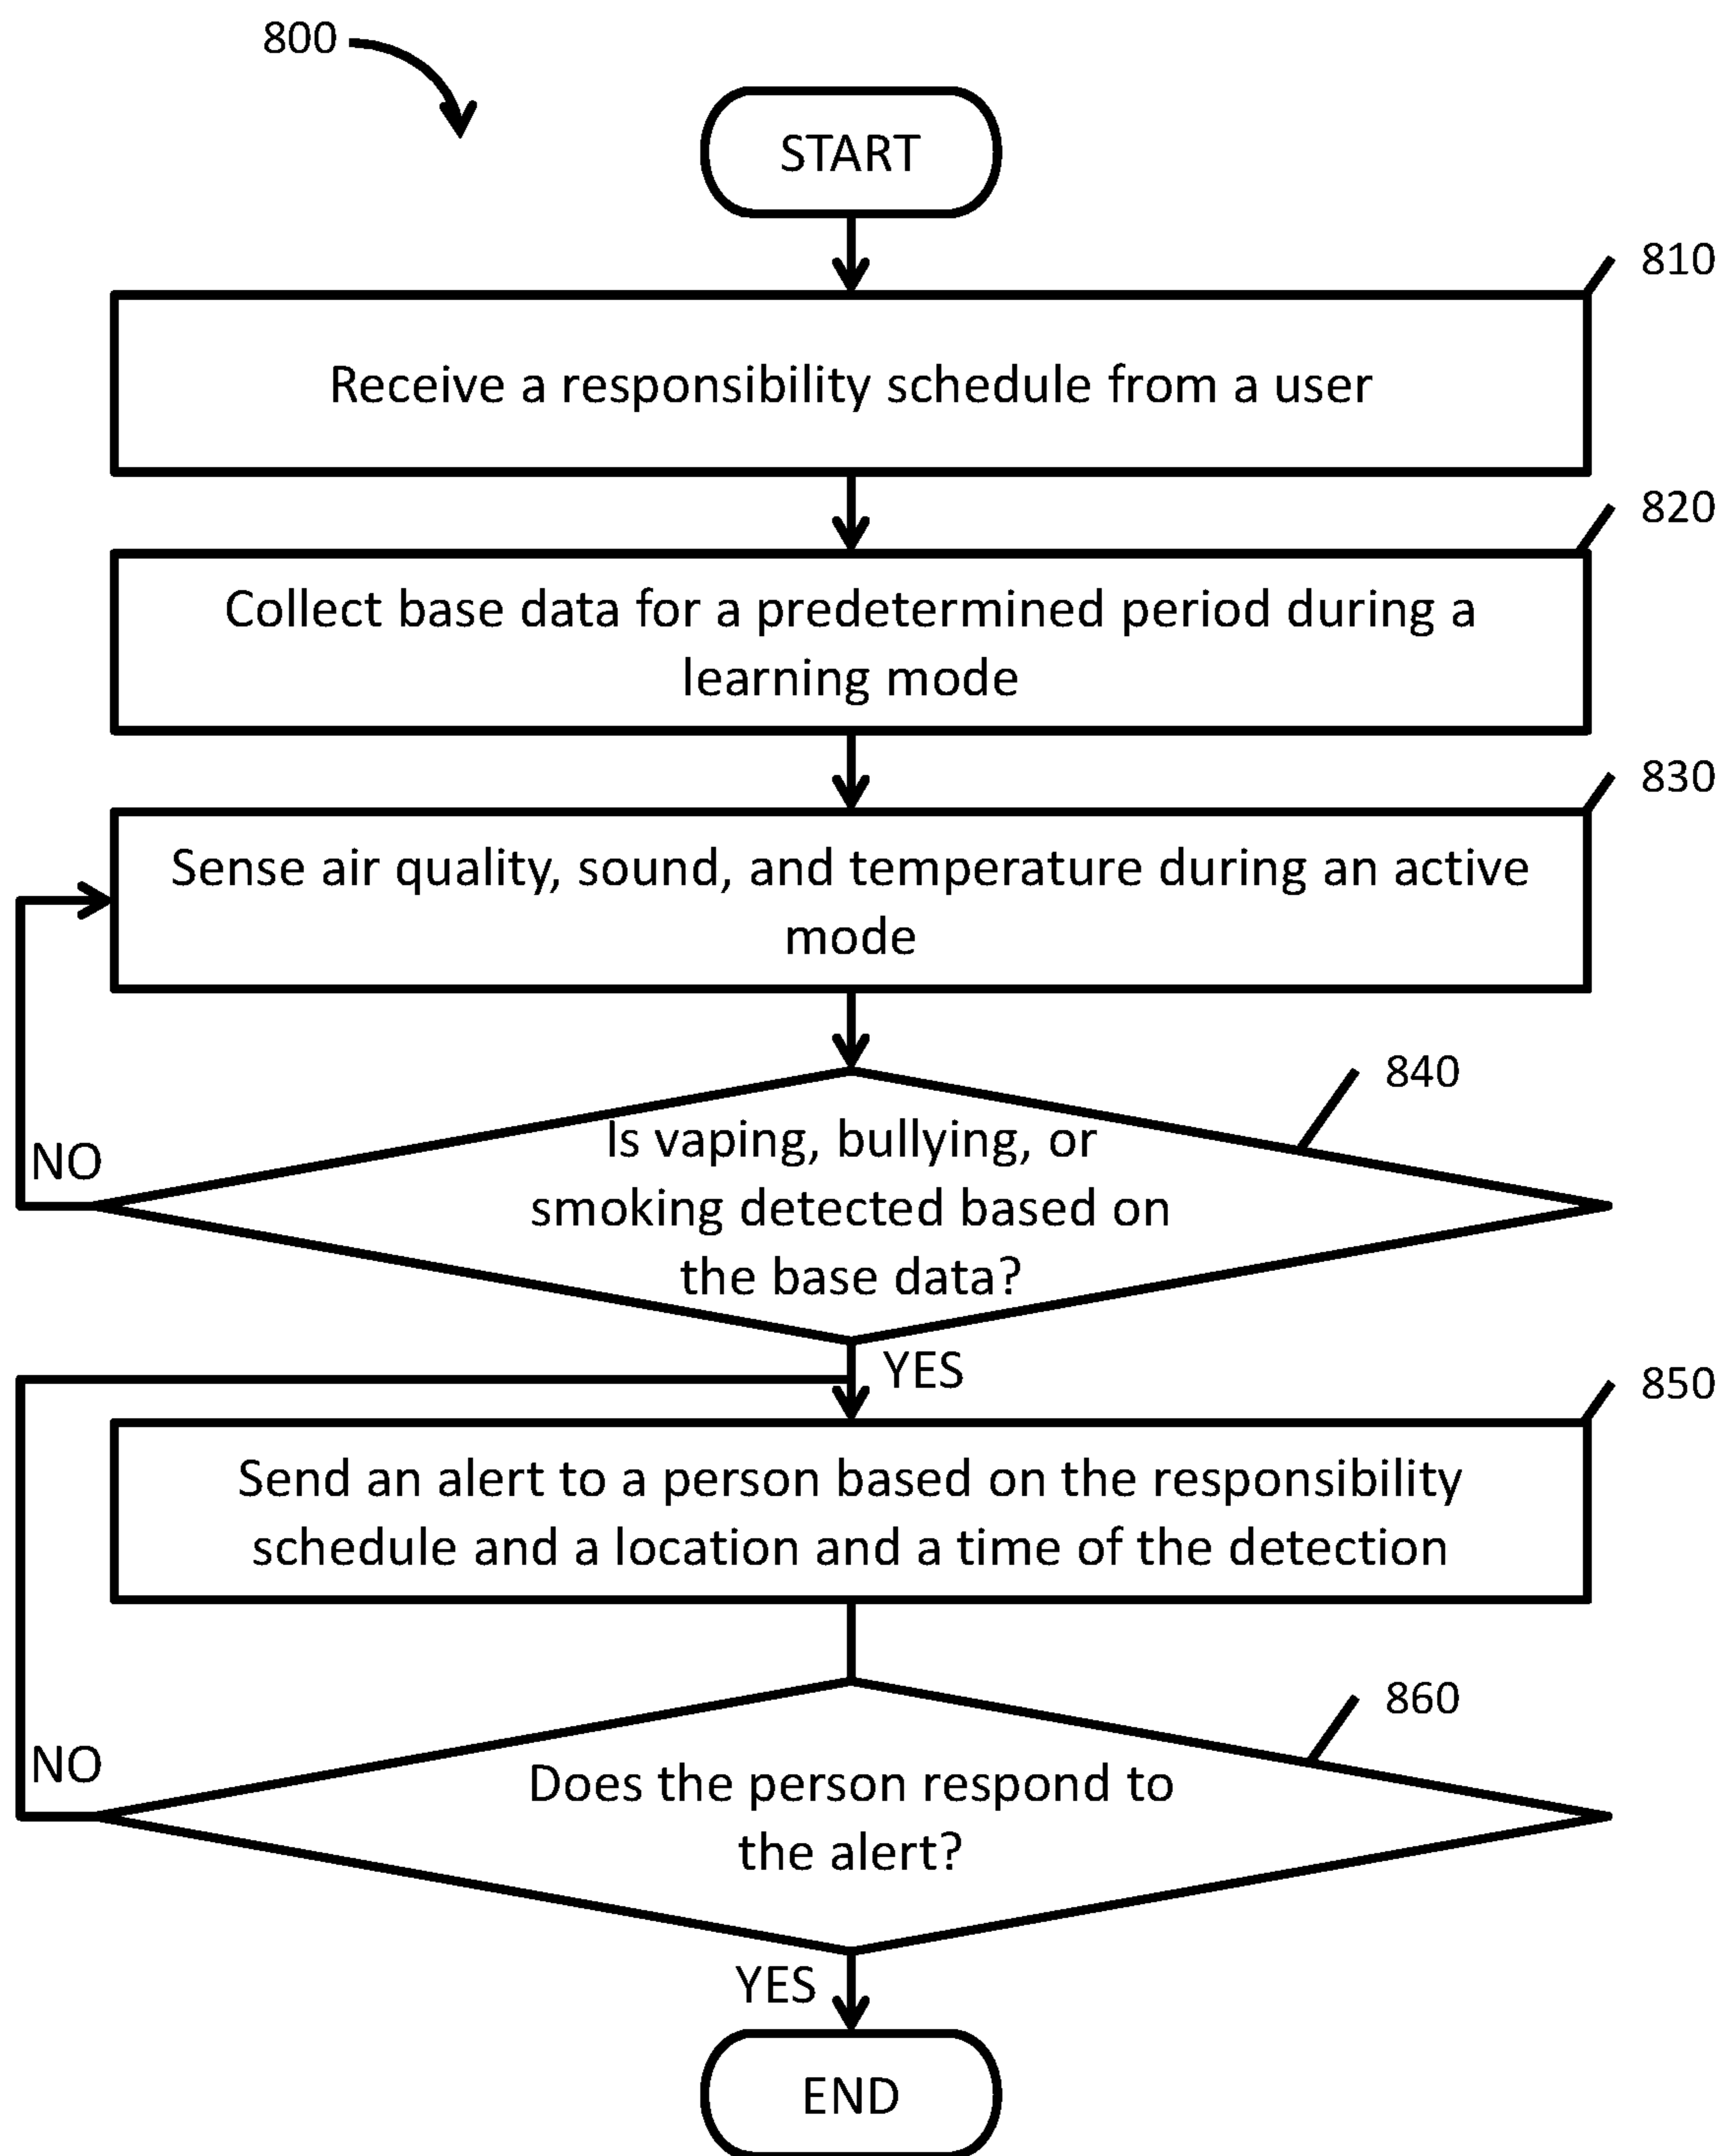 800
START
810
Receive a responsibility schedule from a user
820
Collect base data for a predetermined period during a
learning mode
830
Sense air quality, sound, and temperature during an active
mode
840
Is vaping, bullying, or
smoking detected based on
the base data?
NO
YES
850
Send an alert to a person based on the responsibility
schedule and a location and a time of the detection
860
Does the person respond to
the alert?
NO
YES
END